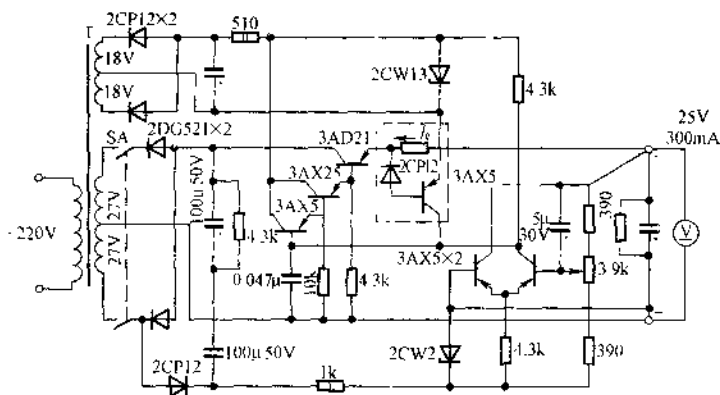 2CP12×2
T
510
18V
18V
2CW13
4.3k
SA
2DG521×2
3AD21
2CP12
3AX5
25V
300mA
3AX25
3AX5
100μ 50V
4.3k
27V
27V
~220V
0.047μ
10k
4.3k
3AX5×2
5μ
30V
390
3.9k
V
100μ 50V
2CP12
1k
2CW2
4.3k
390